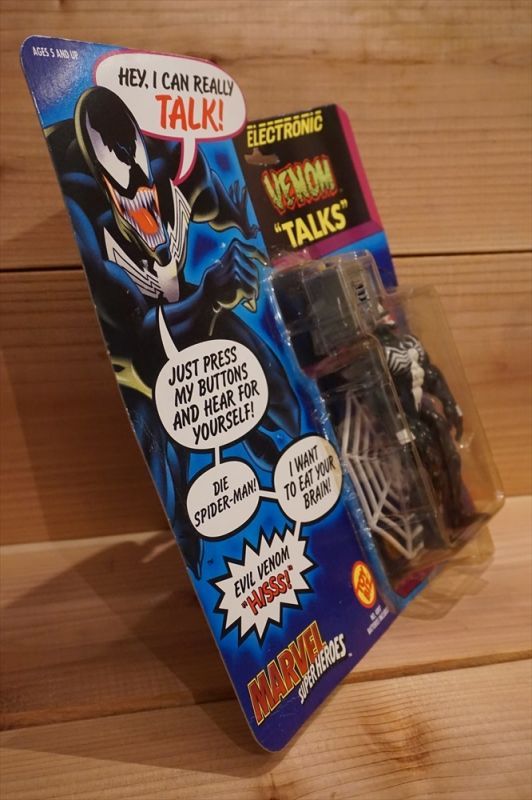 AGES 5 AND UP
HEY, I CAN REALLY
TALK!
ELECTRONIC
VENOM
"TALKS"
JUST PRESS
MY BUTTONS
AND HEAR FOR
YOURSELF!
DIE
SPIDER-MAN!
I WANT
TO EAT YOUR
BRAIN!
EVIL VENOM
"HISSS!"
MARVEL
SUPER HEROES